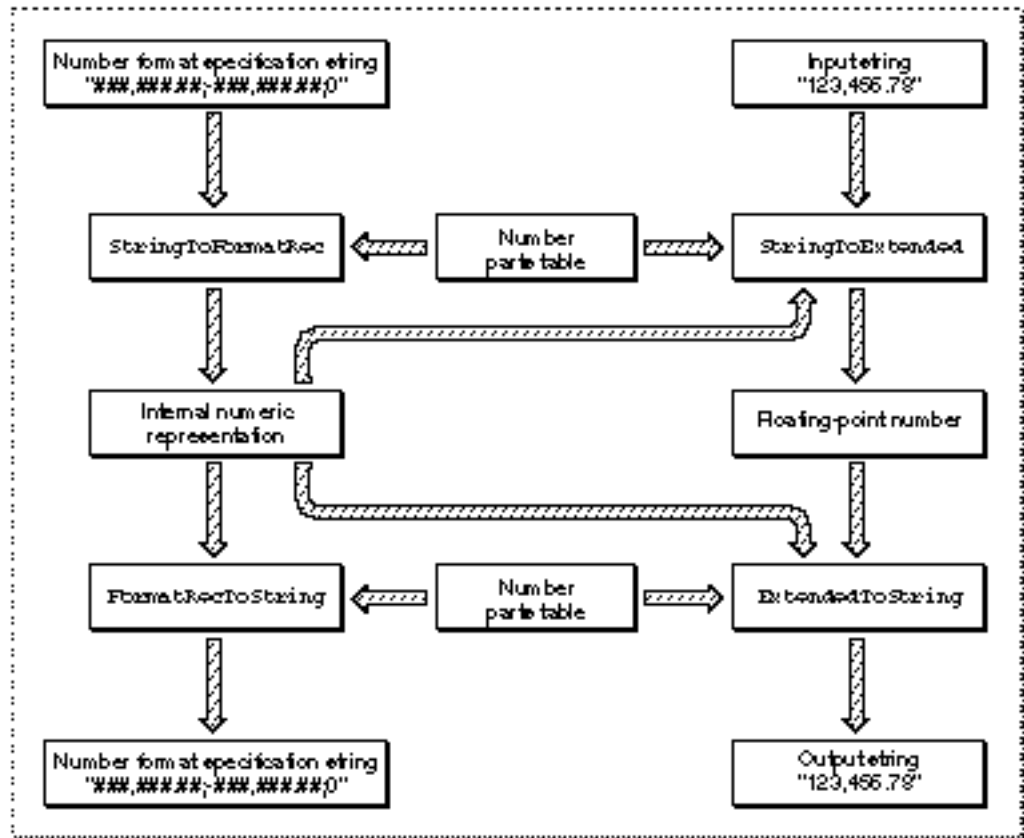 Number format specification string
"###,###.##;-###,###.##;0"
Input string
"123,456.78"
StringToFormatRec
Number
parts table
StringToExtended
Internal numeric
representation
Floating-point number
FormatRecToString
Number
parts table
ExtendedToString
Number format specification string
"###,###.##;-###,###.##;0"
Output string
"123,456.78"